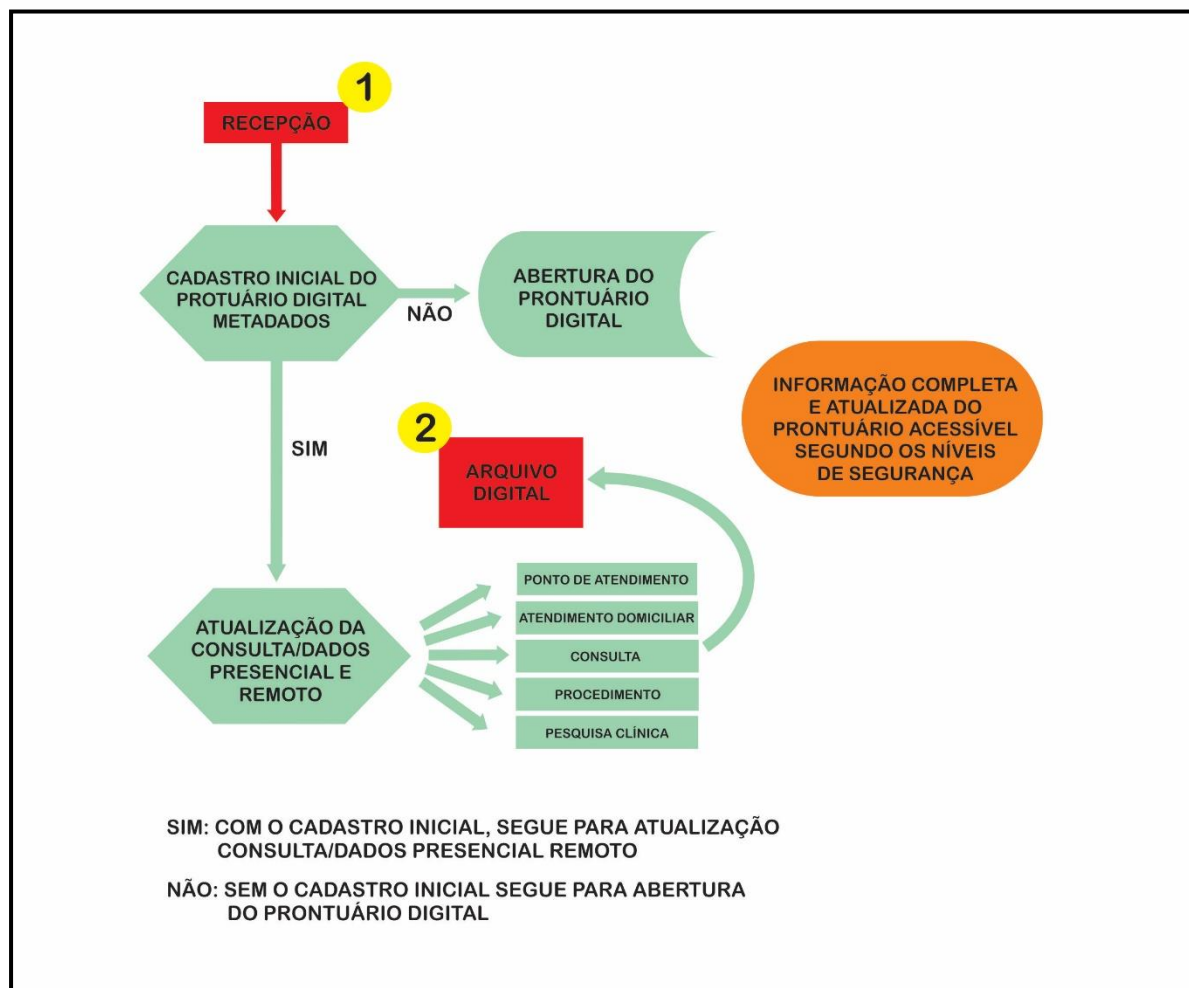 1
RECEPÇÃO
CADASTRO INICIAL DO
PROTUÁRIO DIGITAL
METADADOS
NÃO
ABERTURA DO
PRONTUÁRIO
DIGITAL
INFORMAÇÃO COMPLETA
E ATUALIZADA DO
PRONTUÁRIO ACESSÍVEL
SEGUNDO OS NÍVEIS
DE SEGURANÇA
SIM
2
ARQUIVO
DIGITAL
ATUALIZAÇÃO DA
CONSULTA/DADOS
PRESENCIAL E
REMOTO
PONTO DE ATENDIMENTO
ATENDIMENTO DOMICILIAR
CONSULTA
PROCEDIMENTO
PESQUISA CLÍNICA
SIM: COM O CADASTRO INICIAL, SEGUE PARA ATUALIZAÇÃO
CONSULTA/DADOS PRESENCIAL REMOTO
NÃO: SEM O CADASTRO INICIAL SEGUE PARA ABERTURA
DO PRONTUÁRIO DIGITAL